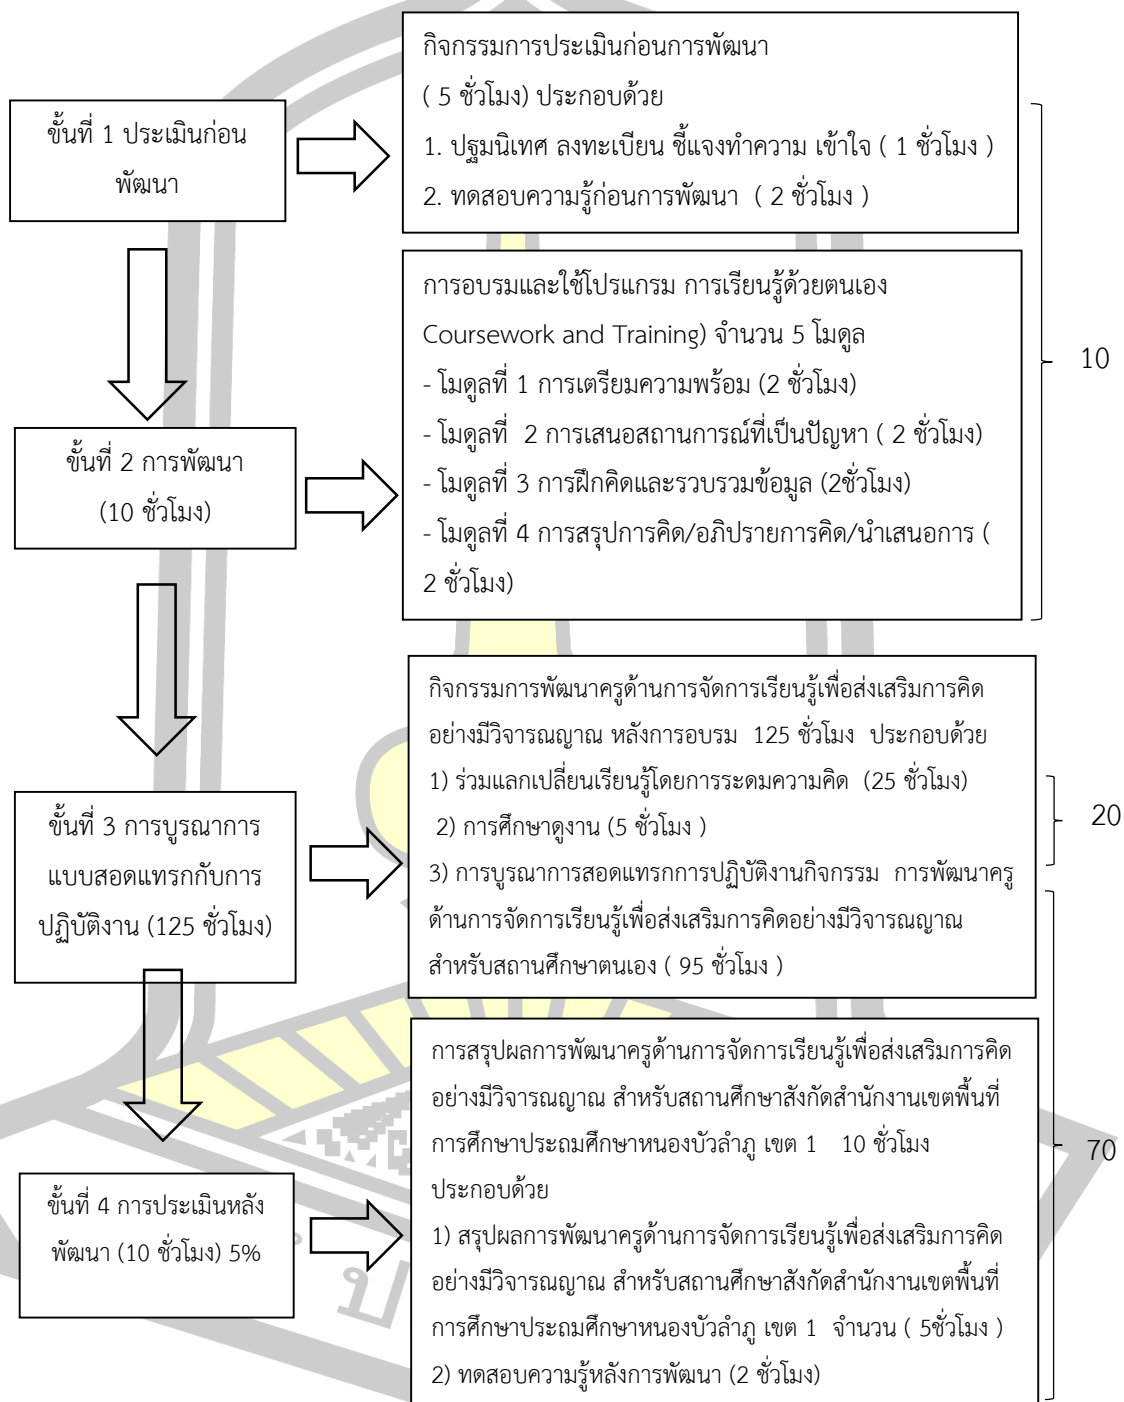 ขั้นที่ 1 ประเมินก่อน
พัฒนา
กิจกรรมการประเมินก่อนการพัฒนา
( 5 ชั่วโมง) ประกอบด้วย
1. ปฐมนิเทศ ลงทะเบียน ชี้แจงทำความ เข้าใจ ( 1 ชั่วโมง )
2. ทดสอบความรู้ก่อนการพัฒนา ( 2 ชั่วโมง )
ขั้นที่ 2 การพัฒนา
(10 ชั่วโมง)
การอบรมและใช้โปรแกรม การเรียนรู้ด้วยตนเอง
Coursework and Training) จำนวน 5 โมดูล
- โมดูลที่ 1 การเตรียมความพร้อม (2 ชั่วโมง)
- โมดูลที่ 2 การเสนอสถานการณ์ที่เป็นปัญหา ( 2 ชั่วโมง)
- โมดูลที่ 3 การฝึกคิดและรวบรวมข้อมูล (2ชั่วโมง)
- โมดูลที่ 4 การสรุปการคิด/อภิปรายการคิด/นำเสนอการ (
2 ชั่วโมง)
10
ขั้นที่ 3 การบูรณาการ
แบบสอดแทรกกับการ
ปฏิบัติงาน (125 ชั่วโมง)
กิจกรรมการพัฒนาครูด้านการจัดการเรียนรู้เพื่อส่งเสริมการคิด
อย่างมีวิจารณญาณ หลังการอบรม 125 ชั่วโมง ประกอบด้วย
1) ร่วมแลกเปลี่ยนเรียนรู้โดยการระดมความคิด (25 ชั่วโมง)
2) การศึกษาดูงาน (5 ชั่วโมง )
3) การบูรณาการสอดแทรกการปฏิบัติงานกิจกรรม การพัฒนาครู
ด้านการจัดการเรียนรู้เพื่อส่งเสริมการคิดอย่างมีวิจารณญาณ
สำหรับสถานศึกษาตนเอง ( 95 ชั่วโมง )
20
ขั้นที่ 4 การประเมินหลัง
พัฒนา (10 ชั่วโมง) 5%
การสรุปผลการพัฒนาครูด้านการจัดการเรียนรู้เพื่อส่งเสริมการคิด
อย่างมีวิจารณญาณ สำหรับสถานศึกษาสังกัดสำนักงานเขตพื้นที่
การศึกษาประถมศึกษาหนองบัวลำภู เขต 1 10 ชั่วโมง
ประกอบด้วย
1) สรุปผลการพัฒนาครูด้านการจัดการเรียนรู้เพื่อส่งเสริมการคิด
อย่างมีวิจารณญาณ สำหรับสถานศึกษาสังกัดสำนักงานเขตพื้นที่
การศึกษาประถมศึกษาหนองบัวลำภู เขต 1 จำนวน ( 5ชั่วโมง )
2) ทดสอบความรู้หลังการพัฒนา (2 ชั่วโมง)
70